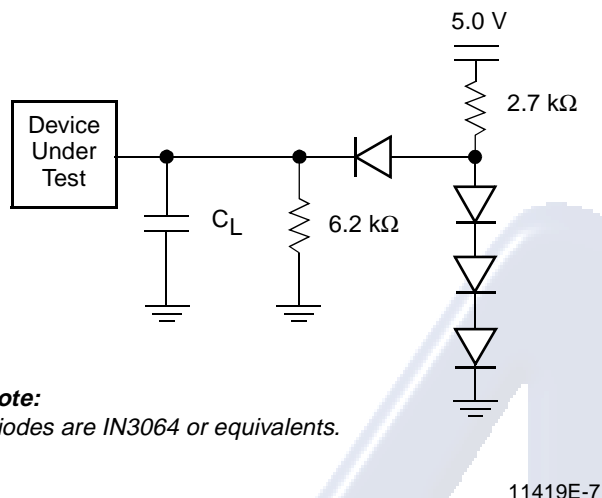 5.0 V
2.7 kΩ
Device
Under
Test
CL
6.2 kΩ
ote:
iodes are IN3064 or equivalents.
11419E-7